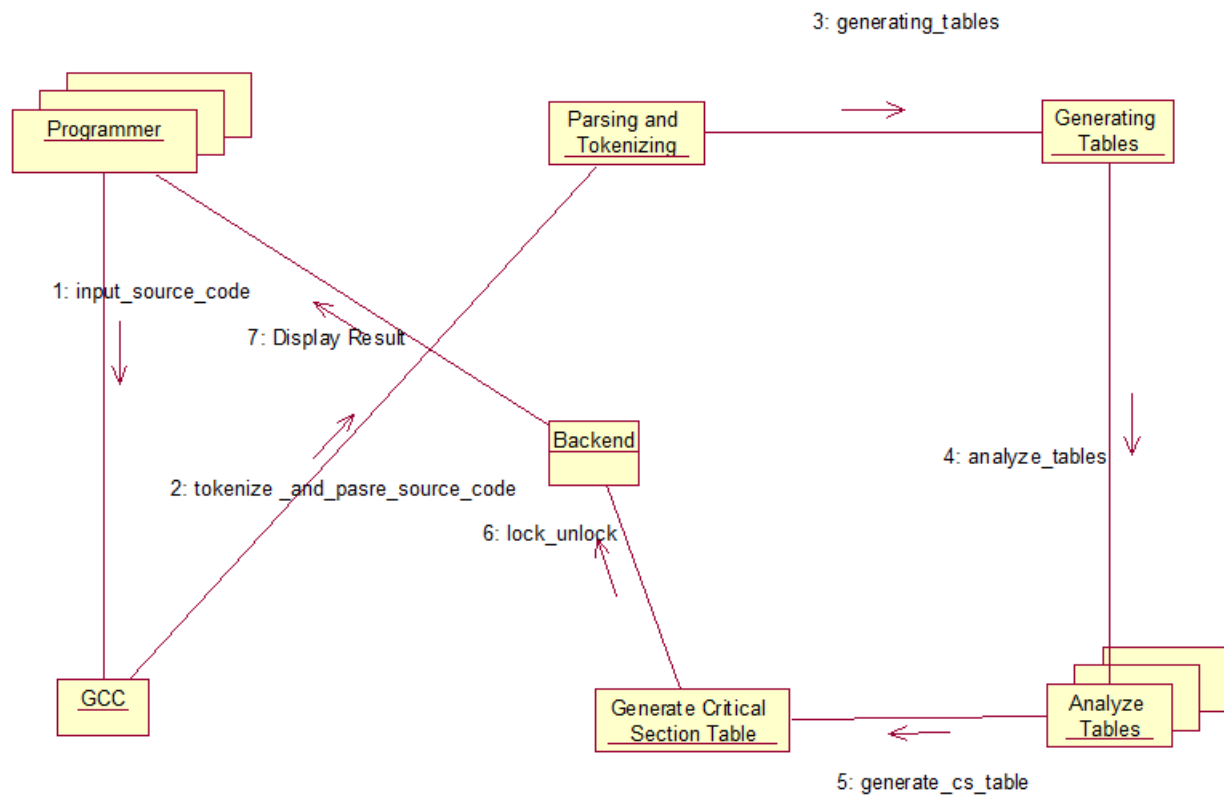 3: generating_tables
Programmer
Parsing and
Tokenizing
Generating
Tables
1: input_source_code
7: Display Result
Backend
4: analyze_tables
2: tokenize _and_pasre_source_code
6: lock_unlock
GCC
Generate Critical
Section Table
Analyze
Tables
5: generate_cs_table